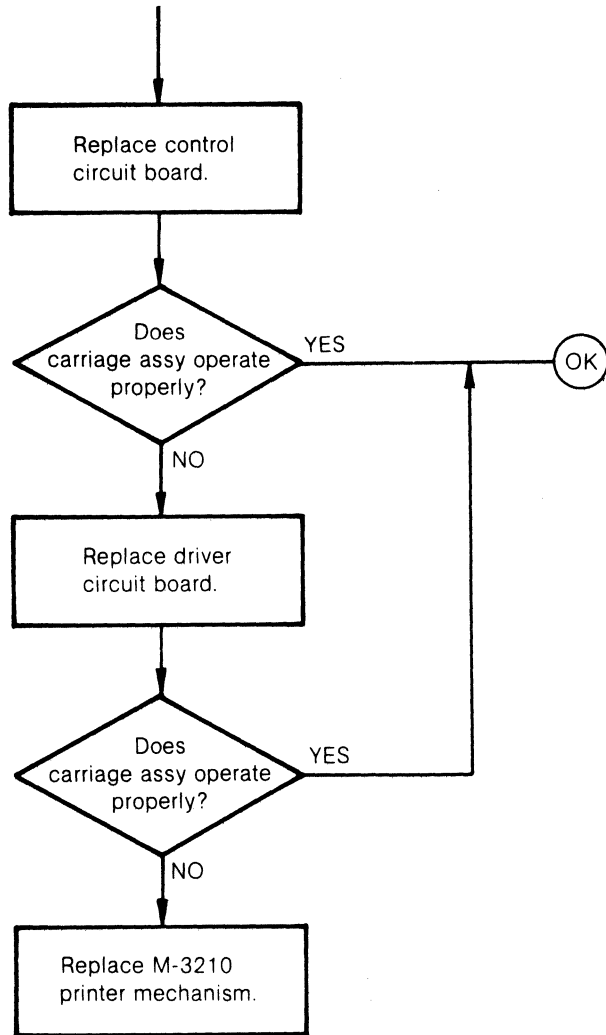 Replace control
circuit board.
Does
carriage assy operate
properly?
YES
OK
NO
Replace driver
circuit board.
Does
carriage assy operate
properly?
YES
NO
Replace M-3210
printer mechanism.